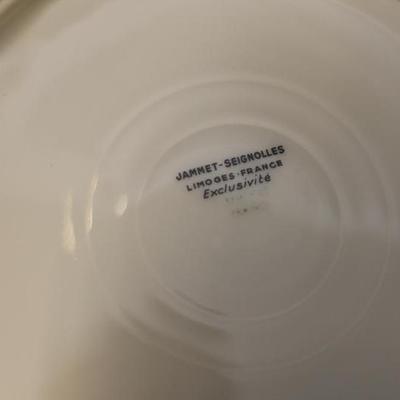 JAMMET-SEIGNOLLES
LIMOGES·FRANCE
Exclusivité